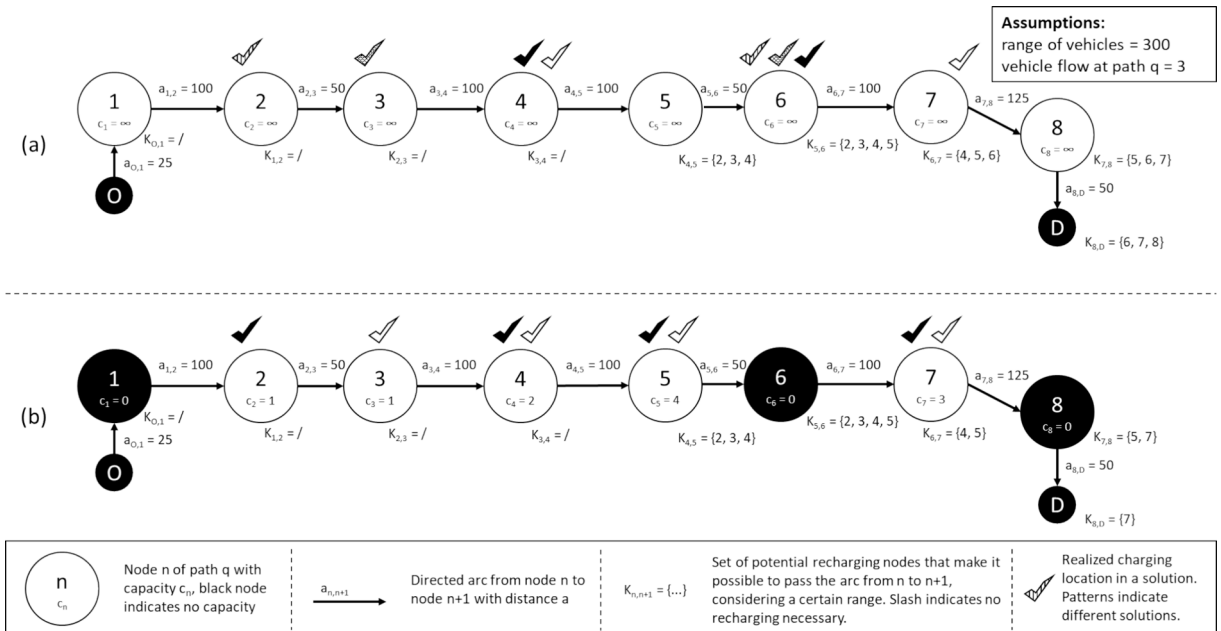 Assumptions:
range of vehicles = 300
vehicle flow at path q = 3
(a)
1
c₁ = ∞
a₁,₂ = 100
2
c₂ = ∞
a₂,₃ = 50
3
c₃ = ∞
a₃,₄ = 100
4
c₄ = ∞
a₄,₅ = 100
5
c₅ = ∞
a₅,₆ = 50
6
c₆ = ∞
a₆,₇ = 100
7
c₇ = ∞
a₇,₈ = 125
8
c₈ = ∞
K_O,1 = /
K₁,₂ = /
K₂,₃ = /
K₃,₄ = /
K₄,₅ = {2, 3, 4}
K₅,₆ = {2, 3, 4, 5}
K₆,₇ = {4, 5, 6}
K₇,₈ = {5, 6, 7}
a_O,1 = 25
O
a_8,D = 50
D
K_8,D = {6, 7, 8}
(b)
1
c₁ = 0
a₁,₂ = 100
2
c₂ = 1
a₂,₃ = 50
3
c₃ = 1
a₃,₄ = 100
4
c₄ = 2
a₄,₅ = 100
5
c₅ = 4
a₅,₆ = 50
6
c₆ = 0
a₆,₇ = 100
7
c₇ = 3
a₇,₈ = 125
8
c₈ = 0
K_O,1 = /
K₁,₂ = /
K₂,₃ = /
K₃,₄ = /
K₄,₅ = {2, 3, 4}
K₅,₆ = {2, 3, 4, 5}
K₆,₇ = {4, 5}
K₇,₈ = {5, 7}
a_O,1 = 25
O
a_8,D = 50
D
K_8,D = {7}
n
cₙ
Node n of path q with
capacity cₙ, black node
indicates no capacity
a_n,n+1
Directed arc from node n to
node n+1 with distance a
K_n,n+1 = {...}
Set of potential recharging nodes that make it
possible to pass the arc from n to n+1,
considering a certain range. Slash indicates no
recharging necessary.
Realized charging
location in a solution.
Patterns indicate
different solutions.